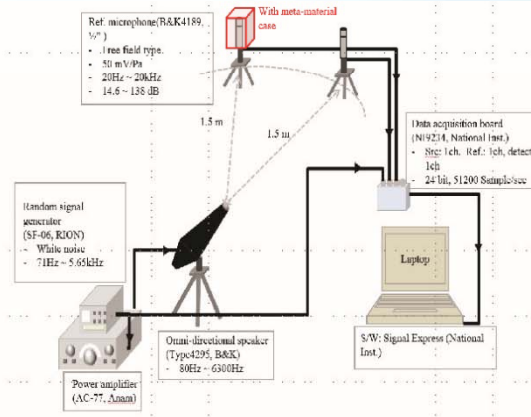 Ref. microphone(B&K4189,
½" )
- .Free field type.
- 50 mV/Pa
- 20Hz ~ 20kHz
- 14.6 ~ 138 dB
With meta-material
case
1.5 m
1.5 m
Data acquisition board
(NI9234, National Inst.)
- Src: 1ch. Ref.: 1ch, detect
1ch
- 24 bit, 51200 Sample/sec
Random signal
generator
(SF-06, RION)
- White noise
- 71Hz ~ 5.65kHz
Laptop
S/W: Signal Express (National
Inst.)
Omni-directional speaker
(Type4295, B&K)
- 80Hz ~ 6300Hz
Power amplifier
(AC-77, Anam)